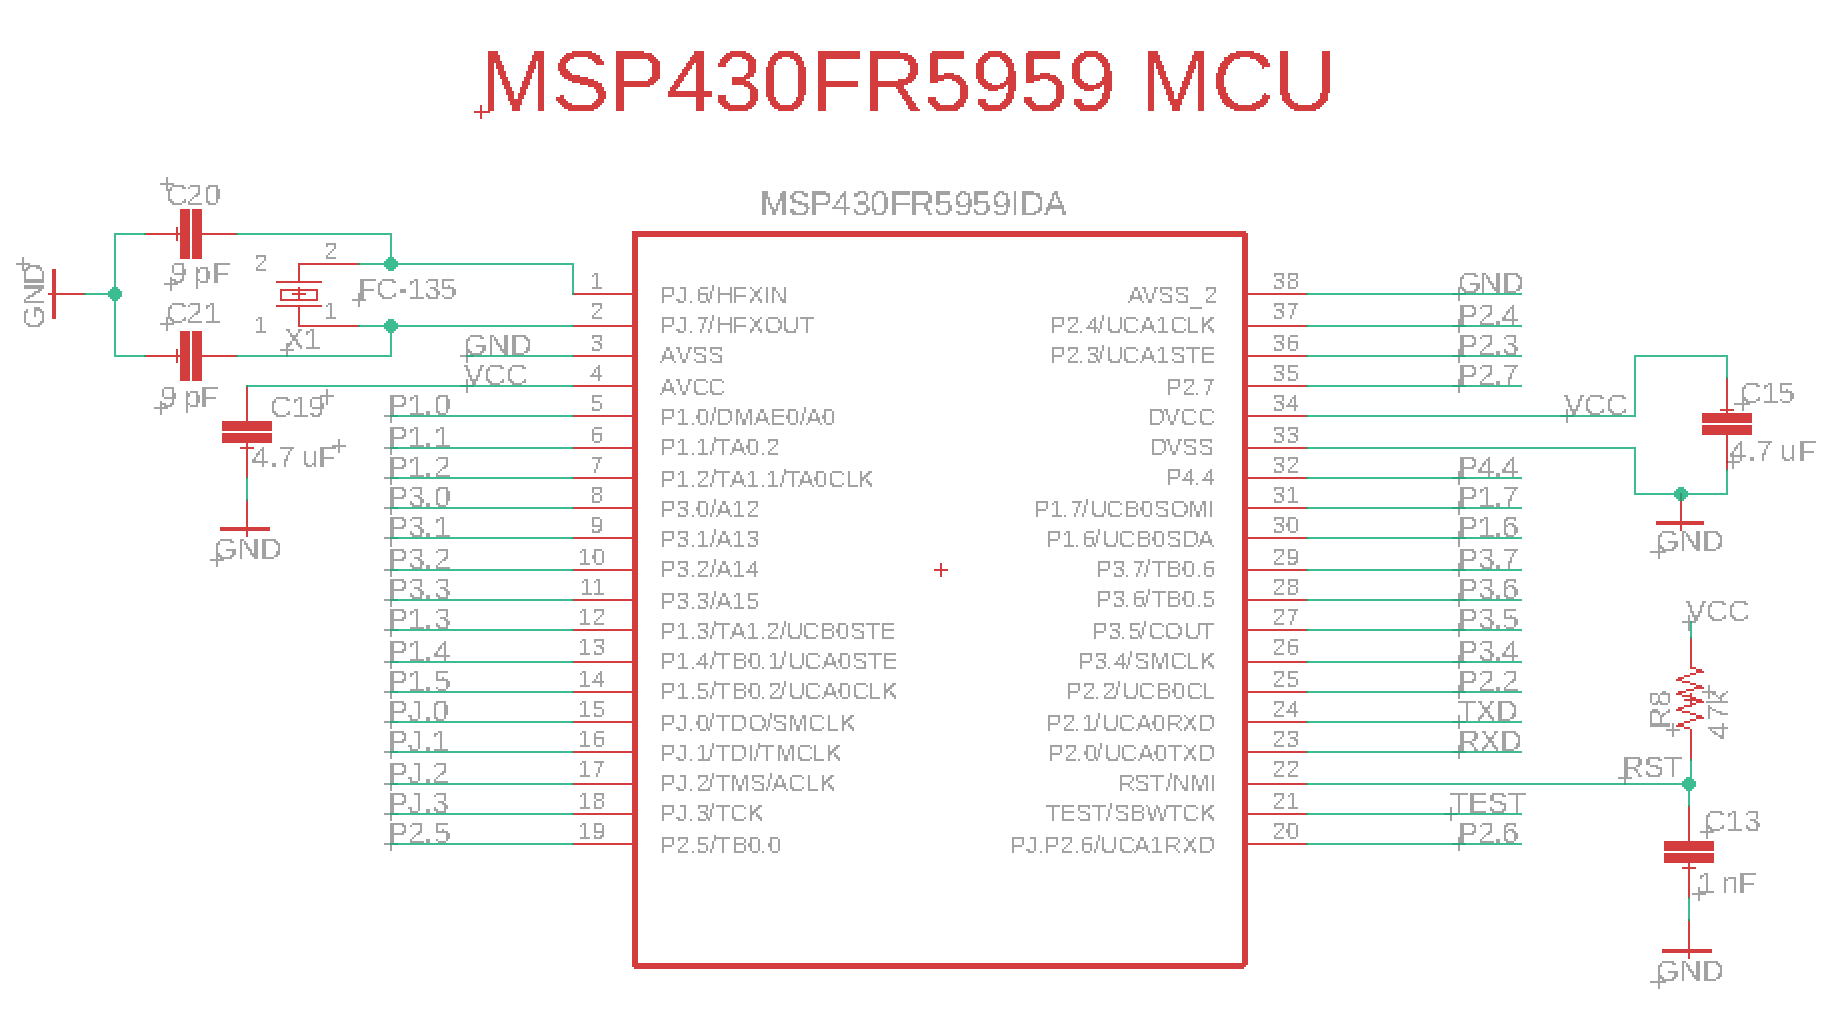 MSP430FR5959 MCU
MSP430FR5959IDA
C20
9 pF
GND
2
2
FC-135
C21
1
1
X1
9 pF
GND
VCC
C19
4.7 uF
GND
1 PJ.6/HFXIN
2 PJ.7/HFXOUT
3 AVSS
4 AVCC
P1.0 5 P1.0/DMAE0/A0
P1.1 6 P1.1/TA0.2
P1.2 7 P1.2/TA1.1/TA0CLK
P3.0 8 P3.0/A12
P3.1 9 P3.1/A13
P3.2 10 P3.2/A14
P3.3 11 P3.3/A15
P1.3 12 P1.3/TA1.2/UCB0STE
P1.4 13 P1.4/TB0.1/UCA0STE
P1.5 14 P1.5/TB0.2/UCA0CLK
PJ.0 15 PJ.0/TDO/SMCLK
PJ.1 16 PJ.1/TDI/TMCLK
PJ.2 17 PJ.2/TMS/ACLK
PJ.3 18 PJ.3/TCK
P2.5 19 P2.5/TB0.0
AVSS_2 38 GND
P2.4/UCA1CLK 37 P2.4
P2.3/UCA1STE 36 P2.3
P2.7 35 P2.7
DVCC 34 VCC
DVSS 33
P4.4 32 P4.4
P1.7/UCB0SOMI 31 P1.7
P1.6/UCB0SDA 30 P1.6
P3.7/TB0.6 29 P3.7
P3.6/TB0.5 28 P3.6
P3.5/COUT 27 P3.5
P3.4/SMCLK 26 P3.4
P2.2/UCB0CL 25 P2.2
P2.1/UCA0RXD 24 TXD
P2.0/UCA0TXD 23 RXD
RST/NMI 22 RST
TEST/SBWTCK 21 TEST
PJ.P2.6/UCA1RXD 20 P2.6
C15
4.7 uF
GND
VCC
R8
47k
C13
1 nF
GND